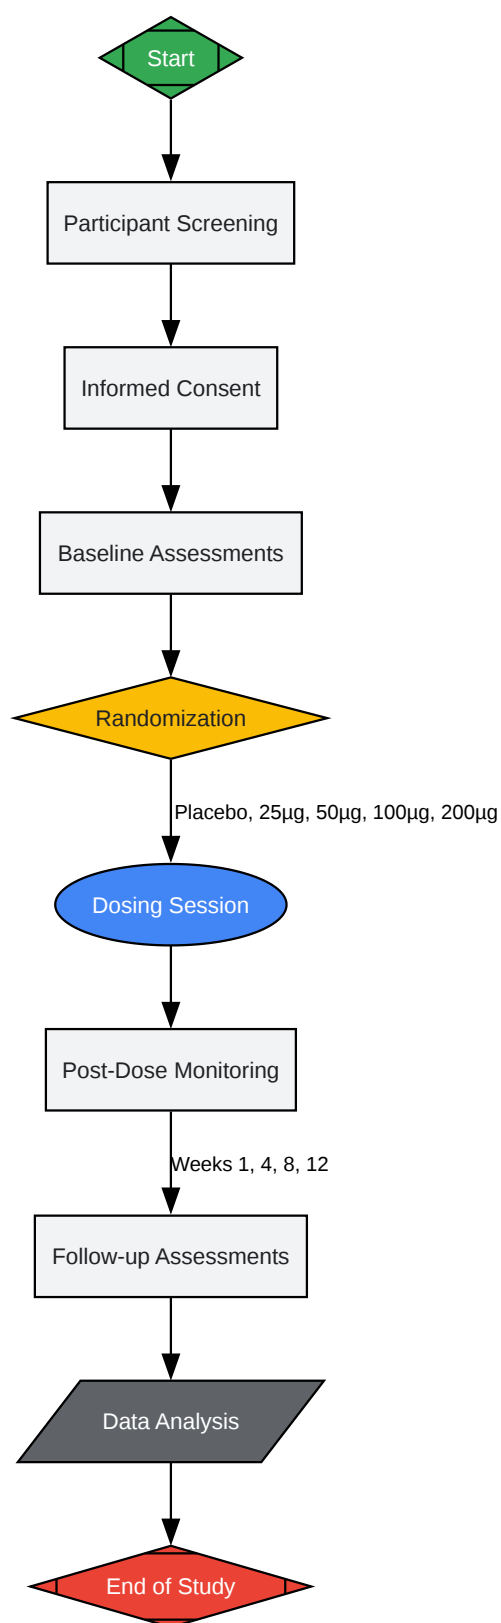 Start
Participant Screening
Informed Consent
Baseline Assessments
Randomization
Placebo, 25µg, 50µg, 100µg, 200µg
Dosing Session
Post-Dose Monitoring
Weeks 1, 4, 8, 12
Follow-up Assessments
Data Analysis
End of Study